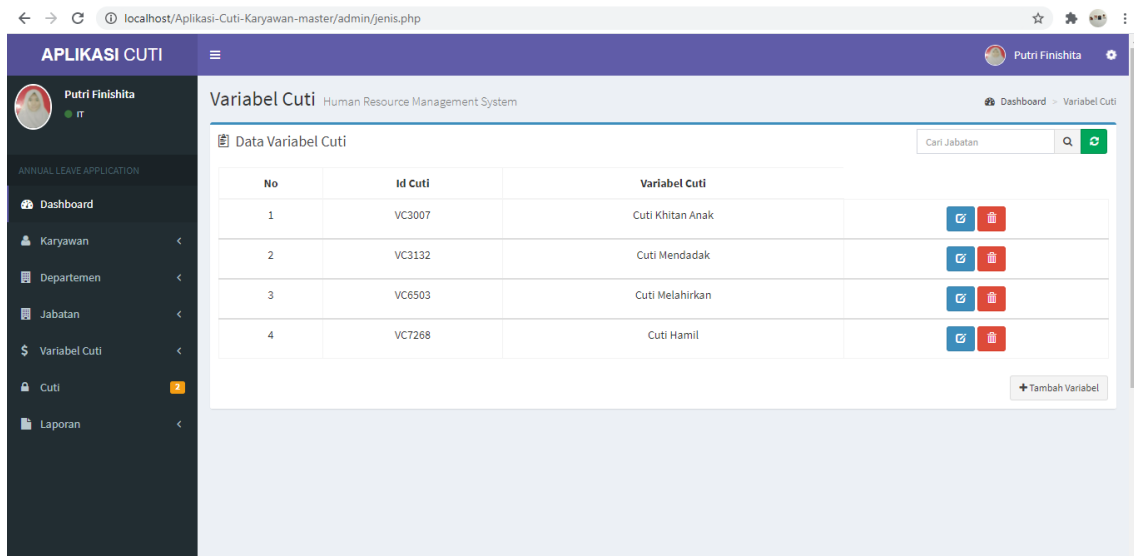 localhost/Aplikasi-Cuti-Karyawan-master/admin/jenis.php
APLIKASI CUTI
Putri Finishita
Putri Finishita
IT
Variabel Cuti Human Resource Management System
Dashboard > Variabel Cuti
Data Variabel Cuti
Cari Jabatan
ANNUAL LEAVE APPLICATION
Dashboard
Karyawan
Departemen
Jabatan
Variabel Cuti
Cuti 2
Laporan
No Id Cuti Variabel Cuti
1 VC3007 Cuti Khitan Anak
2 VC3132 Cuti Mendadak
3 VC6503 Cuti Melahirkan
4 VC7268 Cuti Hamil
Tambah Variabel